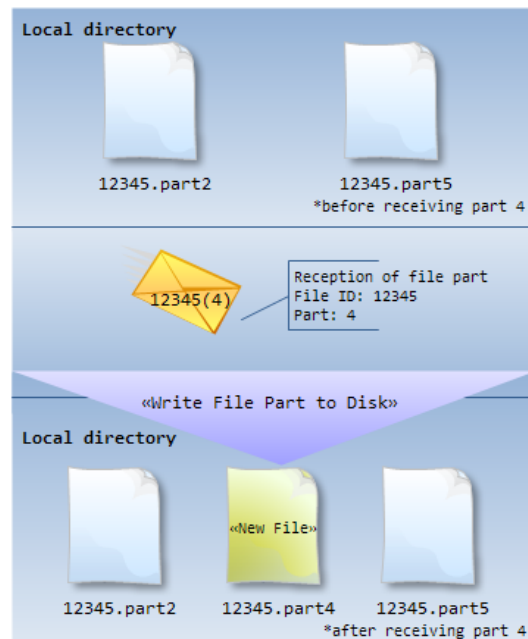 Local directory
12345.part2
12345.part5
*before receiving part 4
12345(4)
Reception of file part
File ID: 12345
Part: 4
«Write File Part to Disk»
Local directory
«New File»
12345.part2
12345.part4
12345.part5
*after receiving part 4